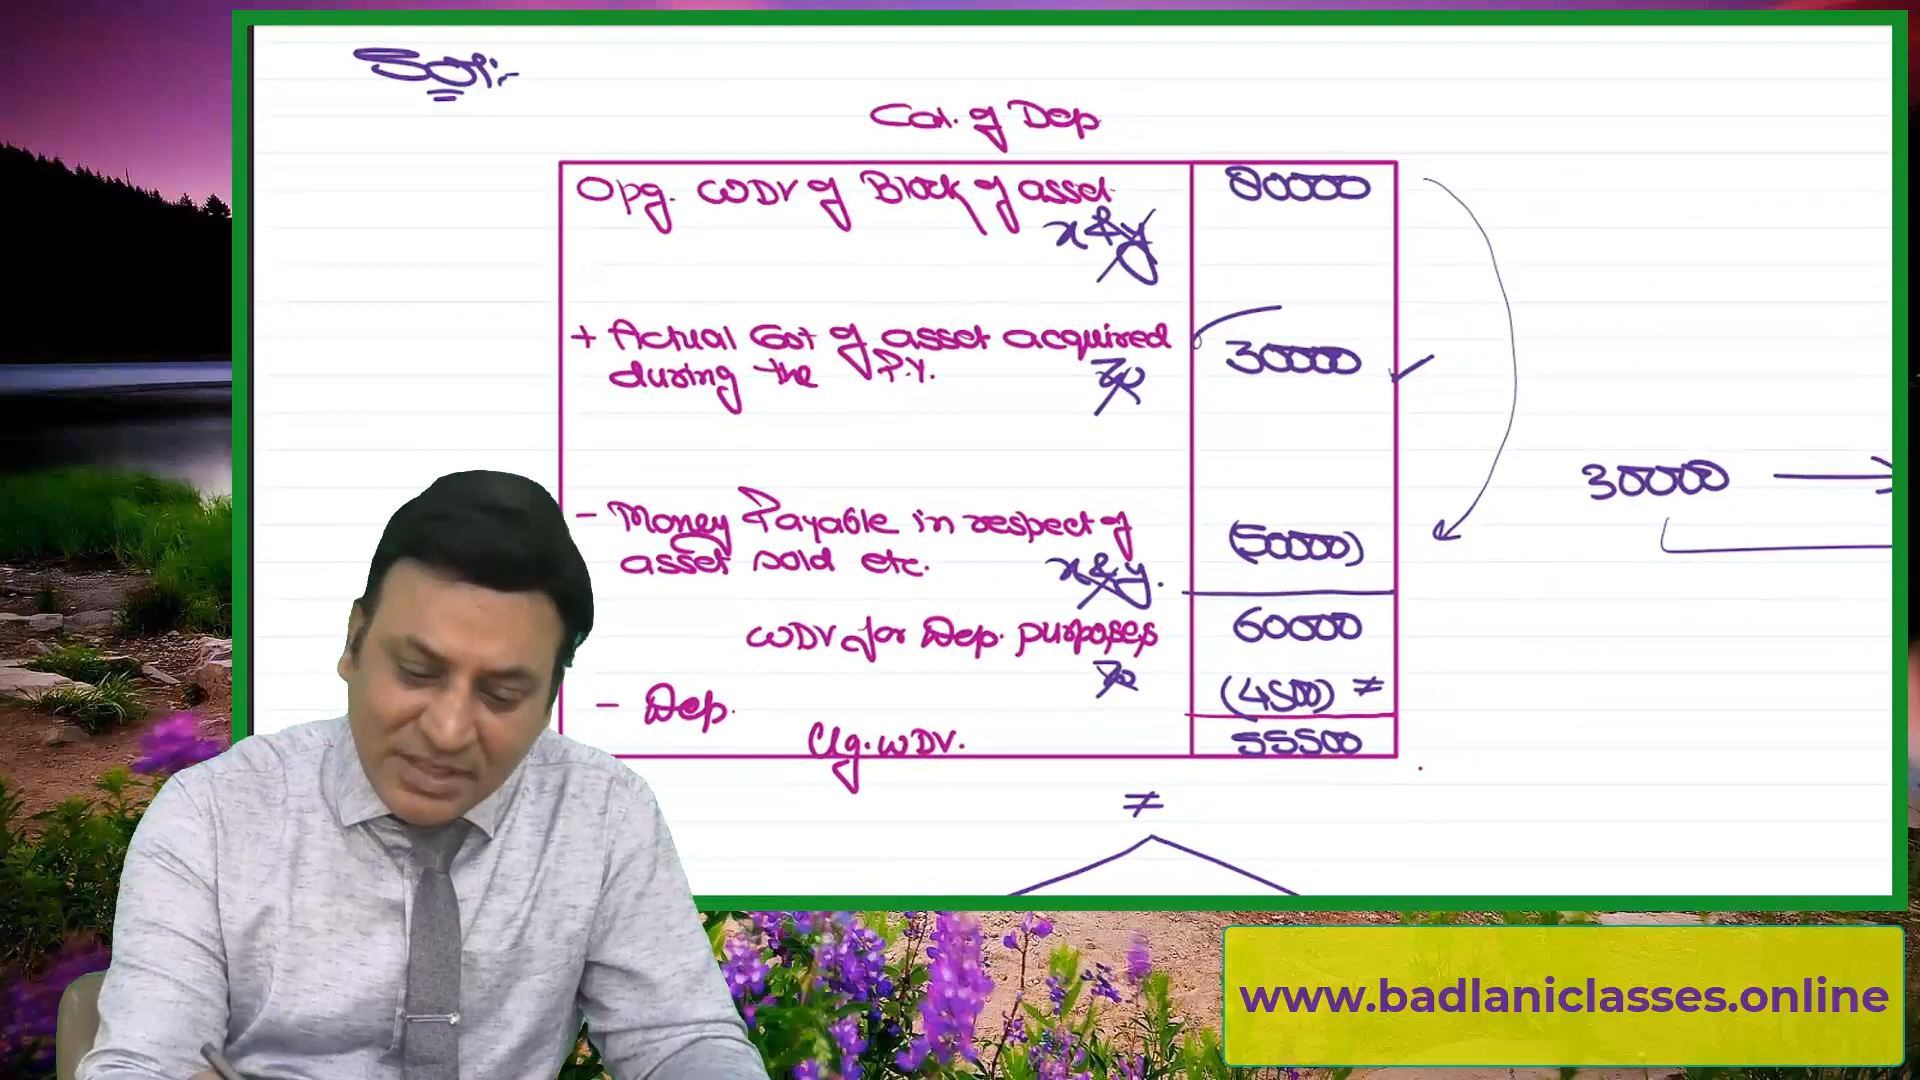 Sol:-
Cal. of Dep
Opg. WDV of Block of asset 80000
x & y
+ Actual Cost of asset acquired
during the P.Y. 30000
- Money Payable in respect of
asset sold etc. (50000)
x & y.
WDV for Dep. purposes 60000
- Dep. (4500) ≠
Clg. WDV. 55500
≠
30000 →
www.badlaniclasses.online